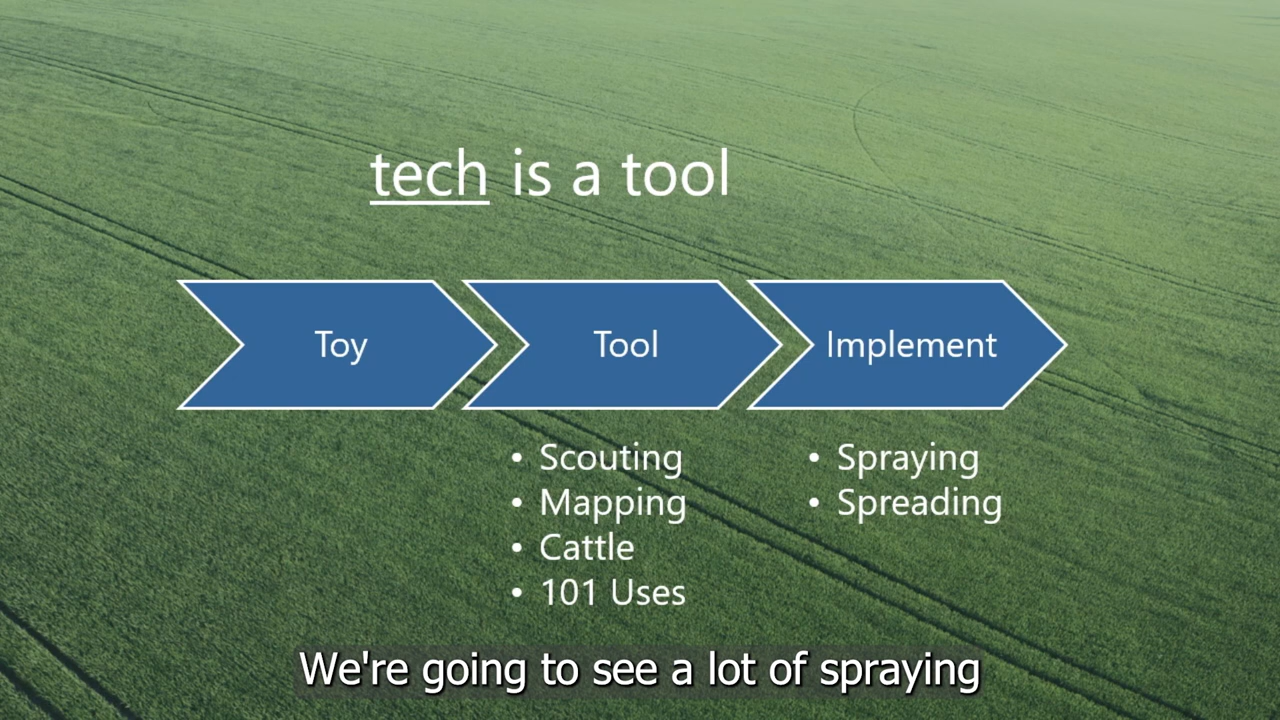 tech is a tool
Toy
Tool
Implement
• Scouting
• Mapping
• Cattle
• 101 Uses
• Spraying
• Spreading
We're going to see a lot of spraying